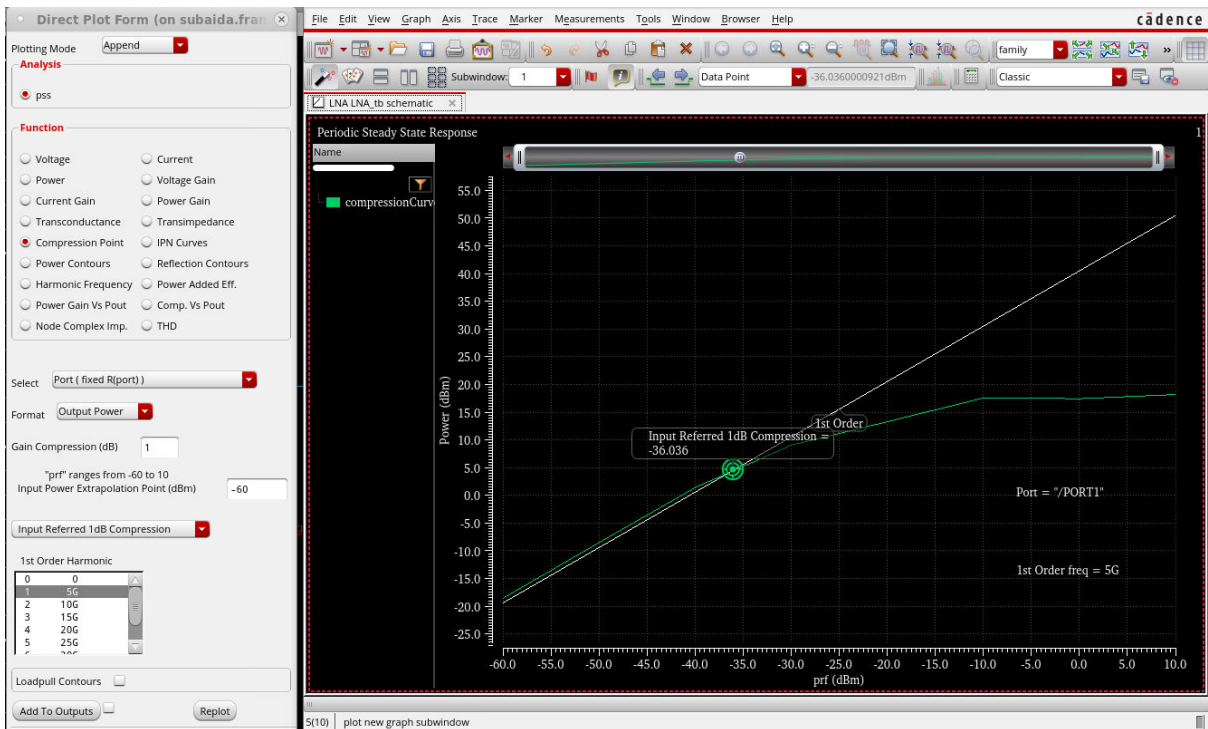 Direct Plot Form (on subaida.fran
Plotting Mode Append
Analysis
pss
Function
Voltage Current
Power Voltage Gain
Current Gain Power Gain
Transconductance Transimpedance
Compression Point IPN Curves
Power Contours Reflection Contours
Harmonic Frequency Power Added Eff.
Power Gain Vs Pout Comp. Vs Pout
Node Complex Imp. THD
Select Port ( fixed R(port) )
Format Output Power
Gain Compression (dB) 1
"prf" ranges from -60 to 10
Input Power Extrapolation Point (dBm) -60
Input Referred 1dB Compression
1st Order Harmonic
0 0
1 5G
2 10G
3 15G
4 20G
5 25G
Loadpull Contours
Add To Outputs Replot
File Edit View Graph Axis Trace Marker Measurements Tools Window Browser Help
cādence
family »
Subwindow: 1 Data Point -36.0360000921dBm Classic
LNA LNA_tb schematic ×
Periodic Steady State Response 1
Name
compressionCurv
55.0
50.0
45.0
40.0
35.0
30.0
25.0
20.0
15.0
10.0
5.0
0.0
-5.0
-10.0
-15.0
-20.0
-25.0
Power (dBm)
1st Order
Input Referred 1dB Compression =
-36.036
Port = "/PORT1"
1st Order freq = 5G
-60.0 -55.0 -50.0 -45.0 -40.0 -35.0 -30.0 -25.0 -20.0 -15.0 -10.0 -5.0 0.0 5.0 10.0
prf (dBm)
5(10) plot new graph subwindow